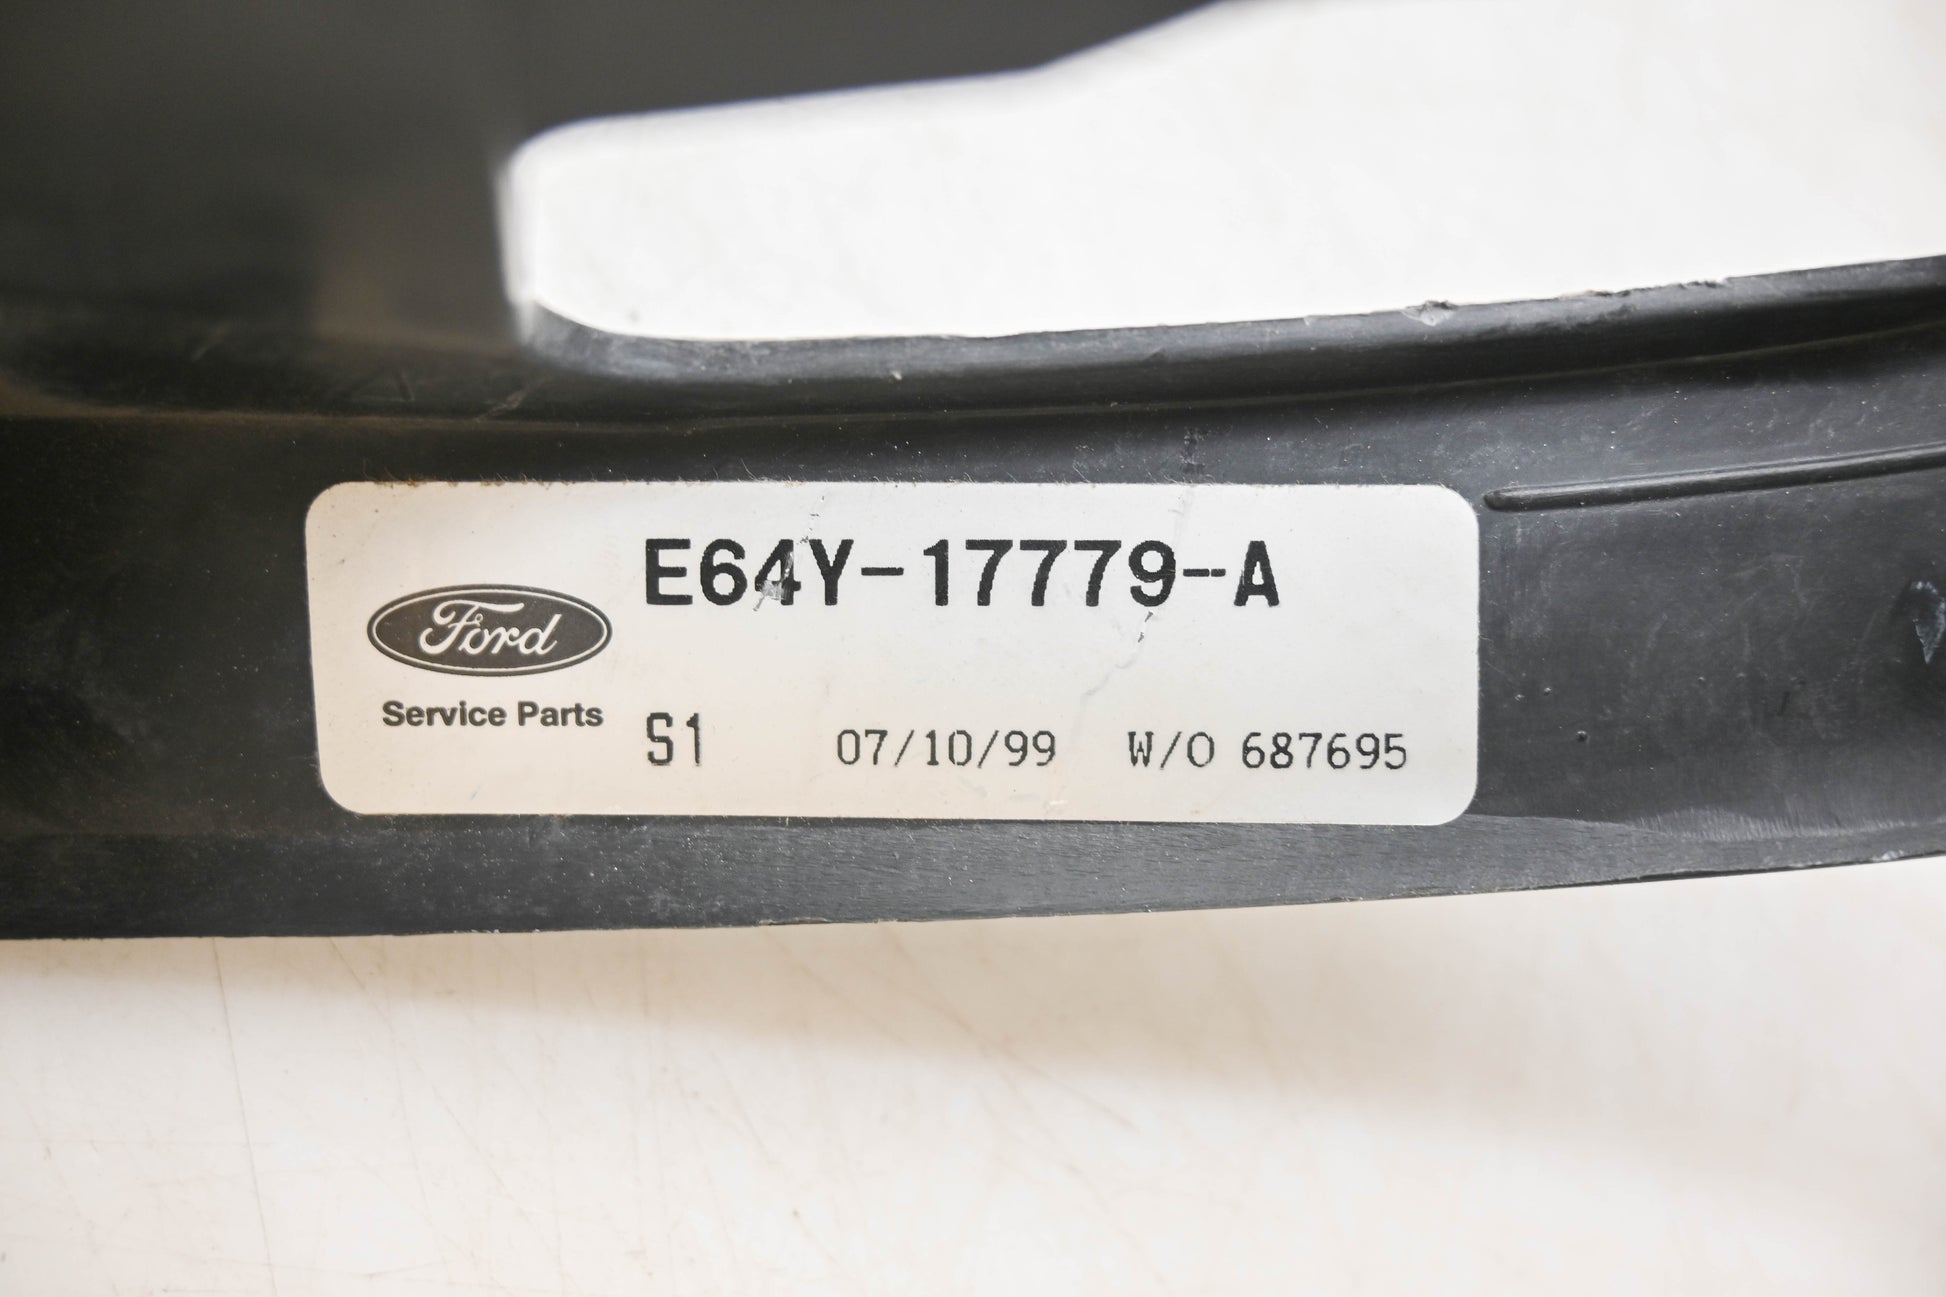 E64Y-17779-A
Ford
Service Parts
S1 07/10/99 W/O 687695